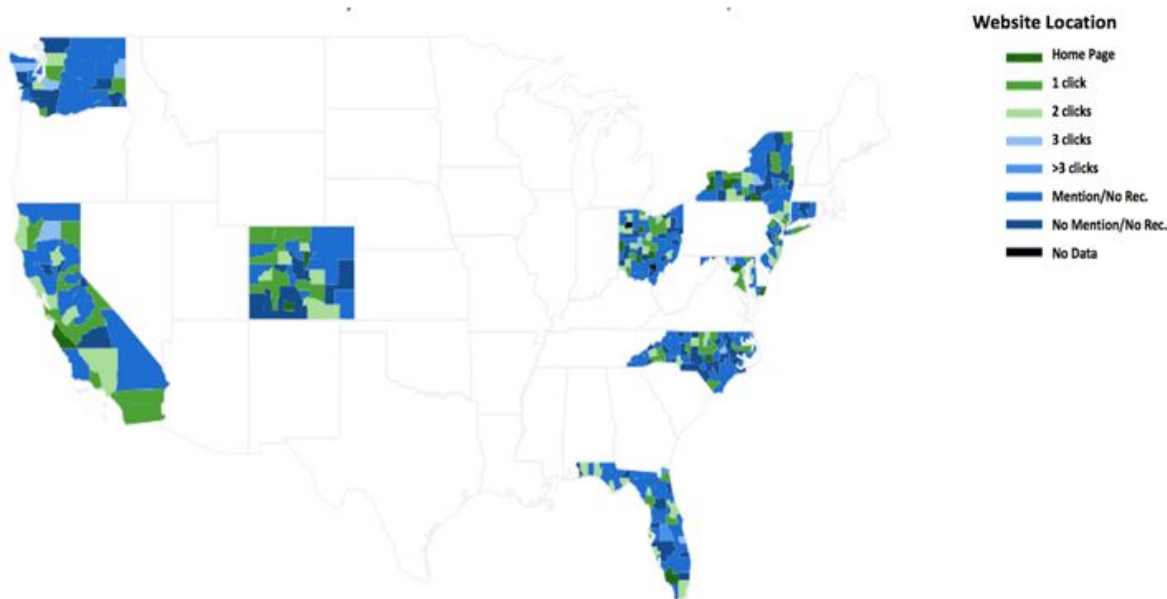 Website Location
Home Page
1 click
2 clicks
3 clicks
>3 clicks
Mention/No Rec.
No Mention/No Rec.
No Data